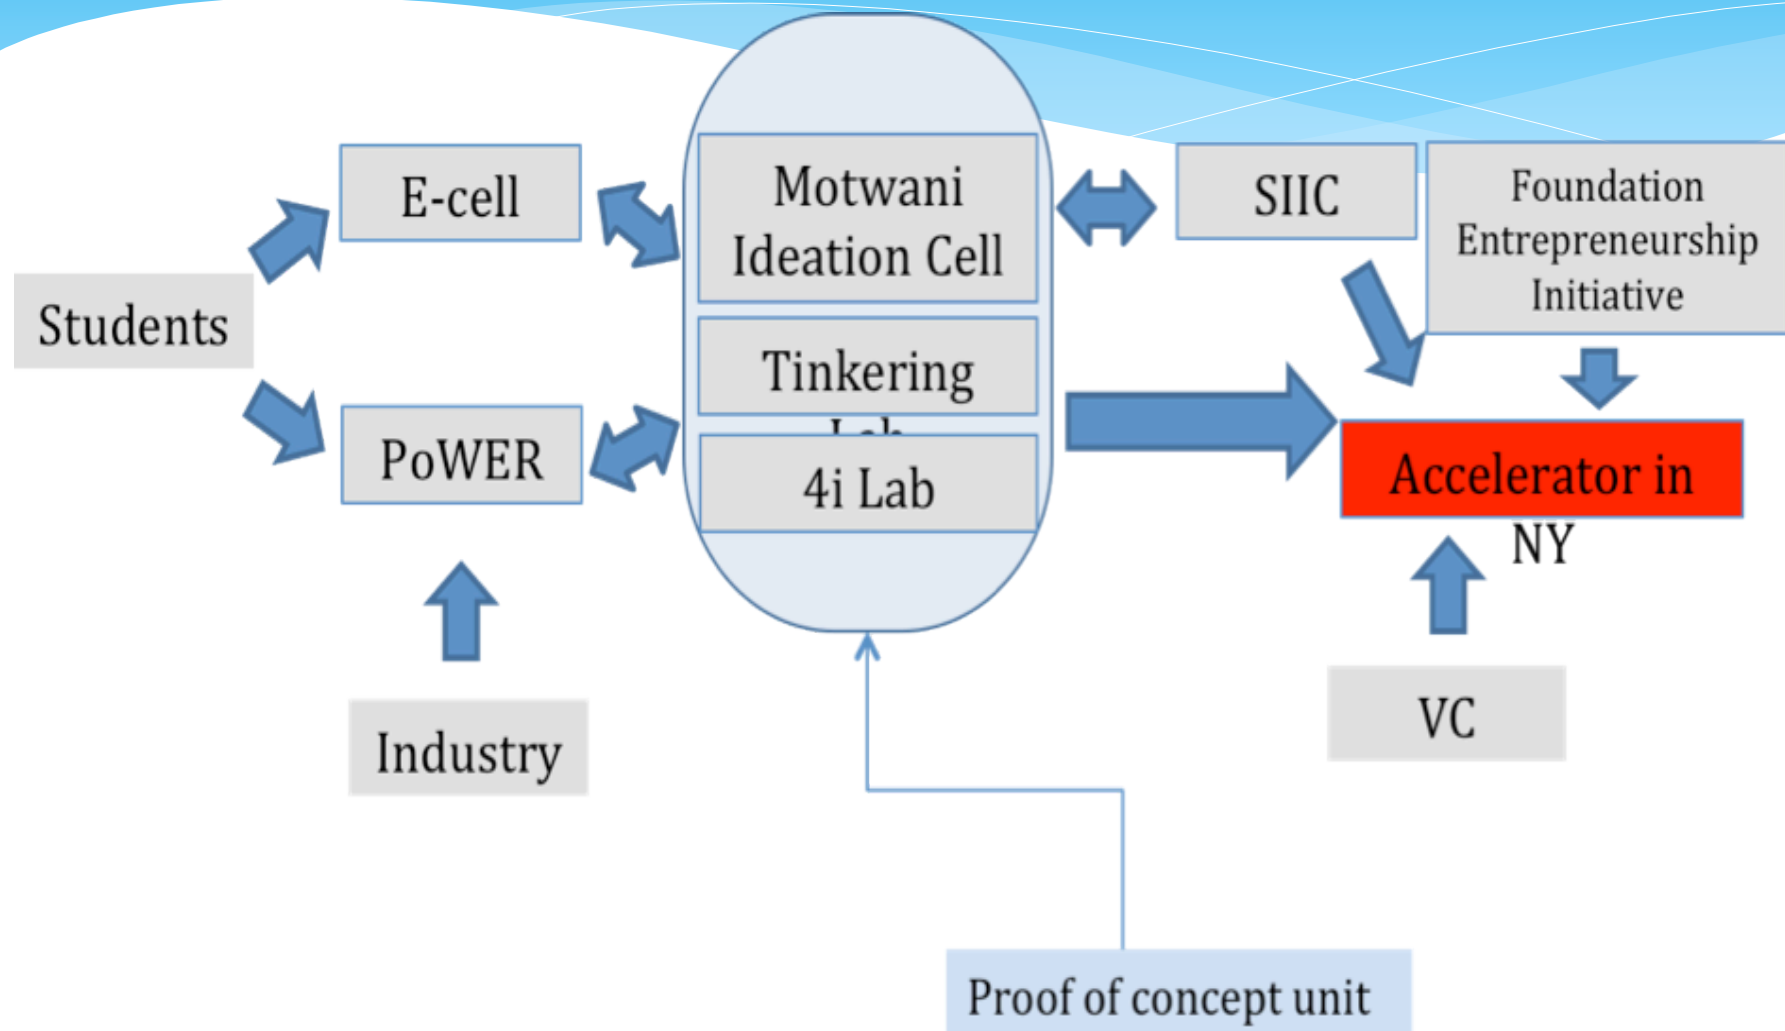 Students
E-cell
PoWER
Industry
Motwani
Ideation Cell
Tinkering
Lab
4i Lab
SIIC
Foundation
Entrepreneurship
Initiative
Accelerator in
NY
VC
Proof of concept unit